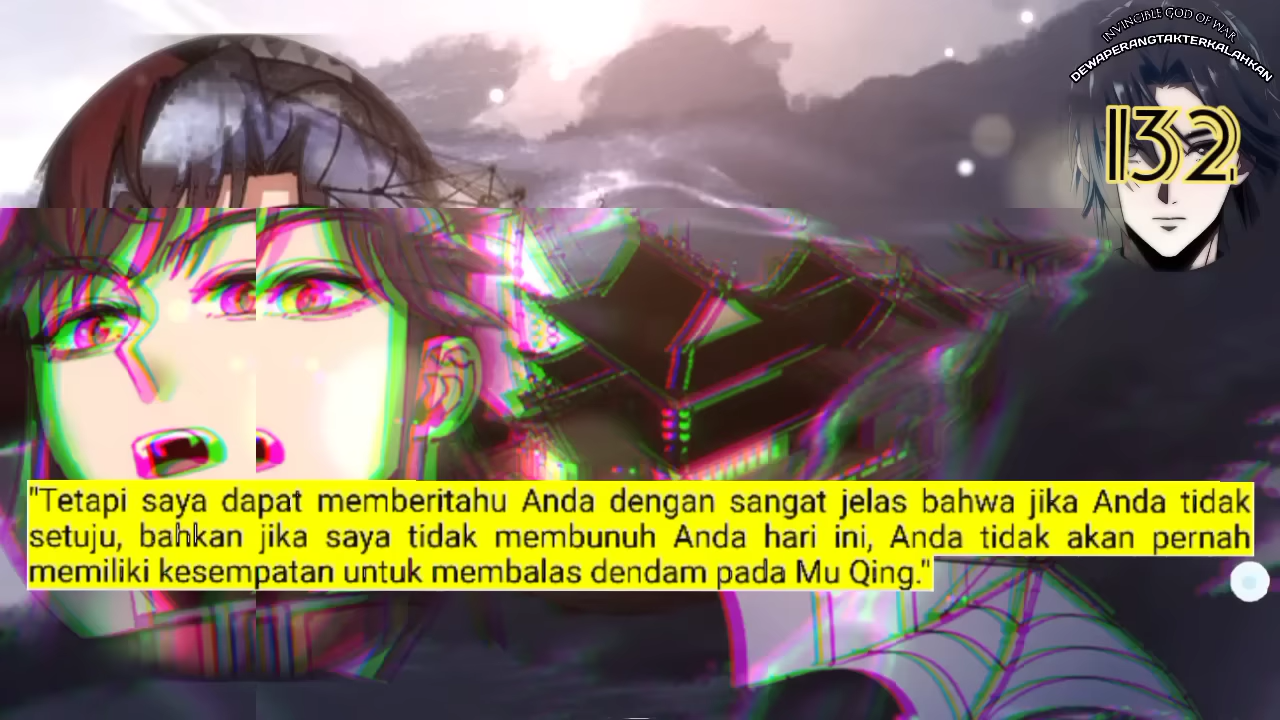 INVINCIBLE GOD OF WAR
DEWAPERANGTAKTERKALAHKAN
132
"Tetapi saya dapat memberitahu Anda dengan sangat jelas bahwa jika Anda tidak
setuju, bahkan jika saya tidak membunuh Anda hari ini, Anda tidak akan pernah
memiliki kesempatan untuk membalas dendam pada Mu Qing."